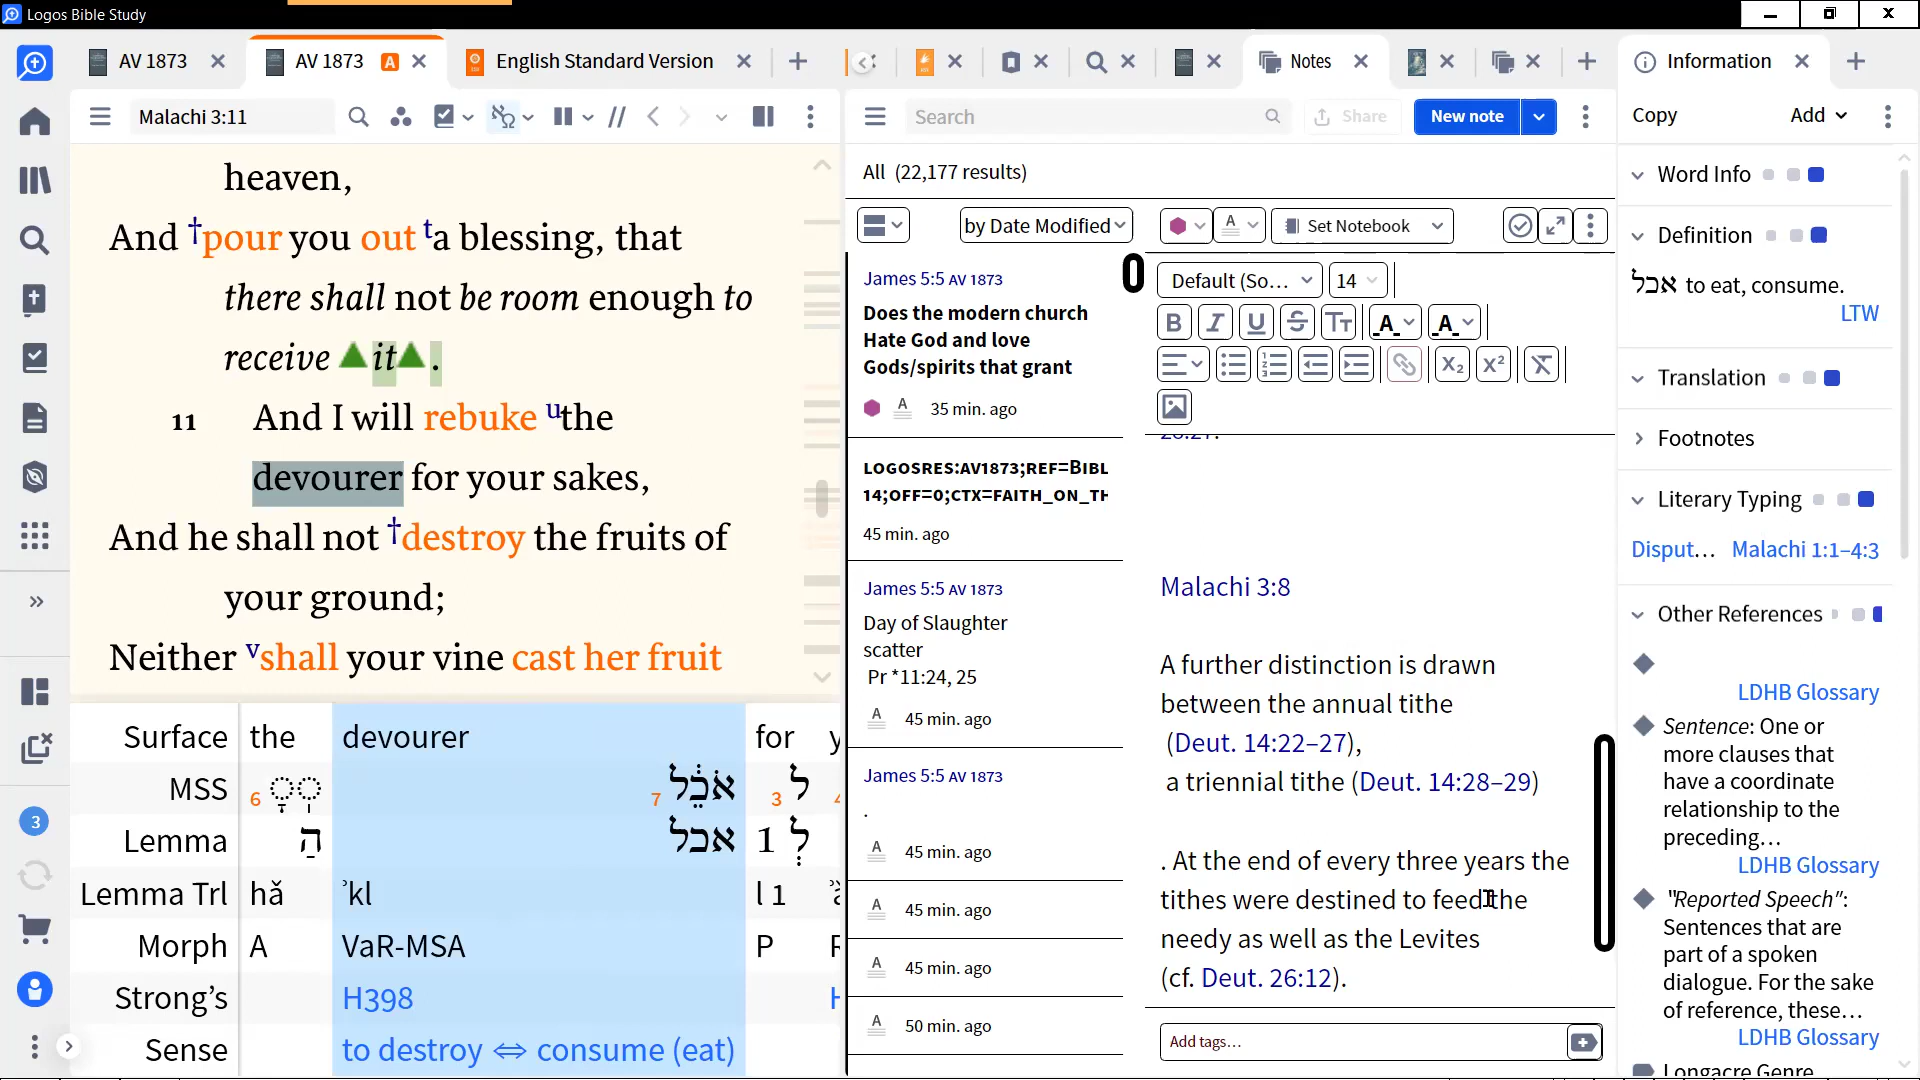 Logos Bible Study
AV 1873
AV 1873
A
English Standard Version
Notes
Information
Malachi 3:11
Search
Share
New note
Copy
Add
heaven,
And †pour you out ta blessing, that
there shall not be room enough to
receive it.
11 And I will rebuke uthe
devourer for your sakes,
And he shall not †destroy the fruits of
your ground;
Neither vshall your vine cast her fruit
Surface the devourer for
MSS 6 7 אֹכֵ֔ל 3 ל
Lemma הַ אכל 1 לְ
Lemma Trl hă ʾkl l 1
Morph A VaR-MSA P
Strong's H398
Sense to destroy ⇔ consume (eat)
3
All (22,177 results)
by Date Modified
Set Notebook
James 5:5 AV 1873
Does the modern church
Hate God and love
Gods/spirits that grant
35 min. ago
LOGOSRES:AV1873;REF=BIBL
14;OFF=0;CTX=FAITH_ON_TH
45 min. ago
James 5:5 AV 1873
Day of Slaughter
scatter
Pr *11:24, 25
45 min. ago
James 5:5 AV 1873
.
45 min. ago
45 min. ago
45 min. ago
50 min. ago
Default (So...
14
Malachi 3:8
A further distinction is drawn
between the annual tithe
(Deut. 14:22–27),
a triennial tithe (Deut. 14:28–29)
. At the end of every three years the
tithes were destined to feed the
needy as well as the Levites
(cf. Deut. 26:12).
Add tags...
Word Info
Definition
אכל to eat, consume.
LTW
Translation
Footnotes
Literary Typing
Disput... Malachi 1:1–4:3
Other References
LDHB Glossary
Sentence: One or
more clauses that
have a coordinate
relationship to the
preceding...
LDHB Glossary
"Reported Speech":
Sentences that are
part of a spoken
dialogue. For the sake
of reference, these...
LDHB Glossary
Longacre Genre